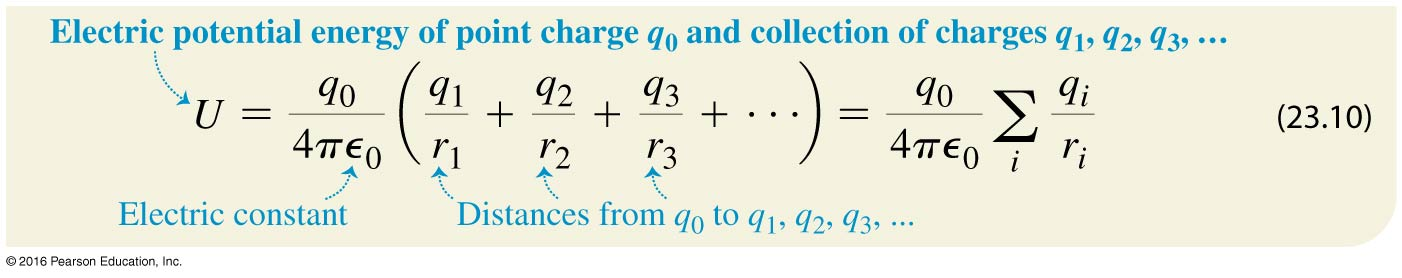 Electric potential energy of point charge q₀ and collection of charges q₁, q₂, q₃, ...
U = q₀/4πϵ₀ (q₁/r₁ + q₂/r₂ + q₃/r₃ + ···) = q₀/4πϵ₀ ∑ᵢ qᵢ/rᵢ (23.10)
Electric constant Distances from q₀ to q₁, q₂, q₃, ...
© 2016 Pearson Education, Inc.